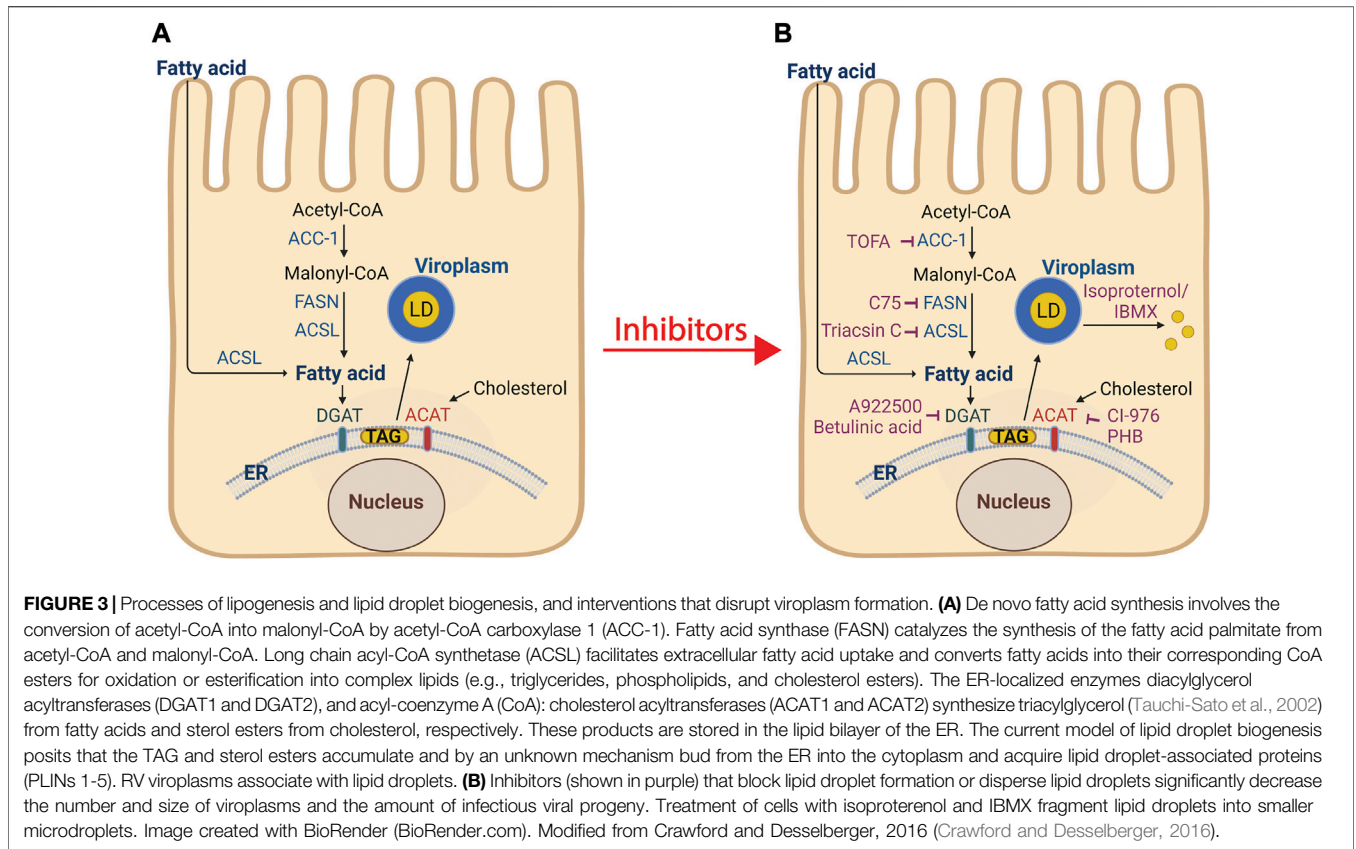 A
Fatty acid
Acetyl-CoA
ACC-1
Malonyl-CoA
FASN
ACSL
ACSL
Fatty acid
Viroplasm
LD
Cholesterol
DGAT
ACAT
TAG
ER
Nucleus
Inhibitors
B
Fatty acid
Acetyl-CoA
TOFA
ACC-1
Malonyl-CoA
C75
FASN
Triacsin C
ACSL
ACSL
Fatty acid
Viroplasm
LD
Isoproternol/
IBMX
Cholesterol
A922500
Betulinic acid
DGAT
ACAT
CI-976
PHB
TAG
ER
Nucleus
FIGURE 3 | Processes of lipogenesis and lipid droplet biogenesis, and interventions that disrupt viroplasm formation. (A) De novo fatty acid synthesis involves the
conversion of acetyl-CoA into malonyl-CoA by acetyl-CoA carboxylase 1 (ACC-1). Fatty acid synthase (FASN) catalyzes the synthesis of the fatty acid palmitate from
acetyl-CoA and malonyl-CoA. Long chain acyl-CoA synthetase (ACSL) facilitates extracellular fatty acid uptake and converts fatty acids into their corresponding CoA
esters for oxidation or esterification into complex lipids (e.g., triglycerides, phospholipids, and cholesterol esters). The ER-localized enzymes diacylglycerol
acyltransferases (DGAT1 and DGAT2), and acyl-coenzyme A (CoA): cholesterol acyltransferases (ACAT1 and ACAT2) synthesize triacylglycerol (Tauchi-Sato et al., 2002)
from fatty acids and sterol esters from cholesterol, respectively. These products are stored in the lipid bilayer of the ER. The current model of lipid droplet biogenesis
posits that the TAG and sterol esters accumulate and by an unknown mechanism bud from the ER into the cytoplasm and acquire lipid droplet-associated proteins
(PLINs 1-5). RV viroplasms associate with lipid droplets. (B) Inhibitors (shown in purple) that block lipid droplet formation or disperse lipid droplets significantly decrease
the number and size of viroplasms and the amount of infectious viral progeny. Treatment of cells with isoproterenol and IBMX fragment lipid droplets into smaller
microdroplets. Image created with BioRender (BioRender.com). Modified from Crawford and Desselberger, 2016 (Crawford and Desselberger, 2016).